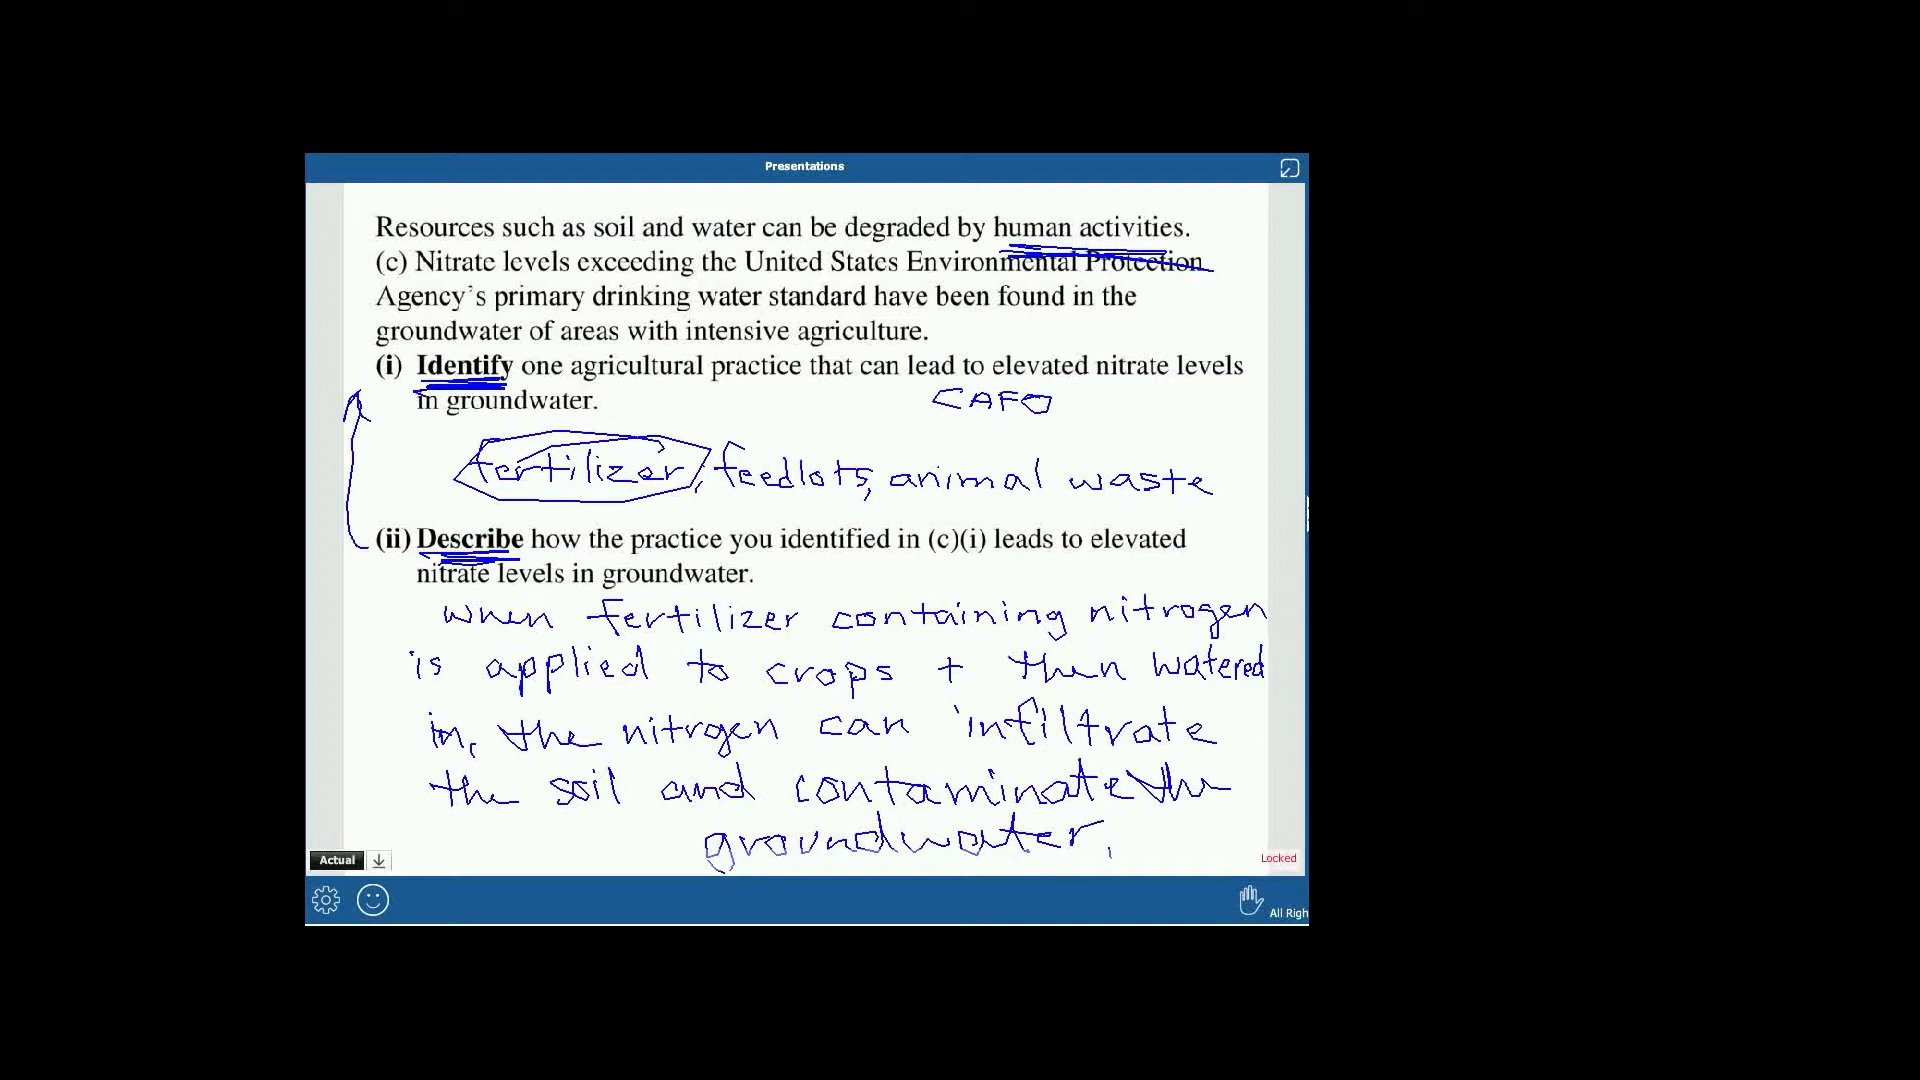 Presentations
Resources such as soil and water can be degraded by human activities.
(c) Nitrate levels exceeding the United States Environmental Protection
Agency's primary drinking water standard have been found in the
groundwater of areas with intensive agriculture.
(i) Identify one agricultural practice that can lead to elevated nitrate levels
in groundwater.
CAFO
fertilizer, feedlots, animal waste
(ii) Describe how the practice you identified in (c)(i) leads to elevated
nitrate levels in groundwater.
when fertilizer containing nitrogen
is applied to crops + then watered
in, the nitrogen can infiltrate
the soil and contaminate the
groundwater.
Actual
Locked
All Righ